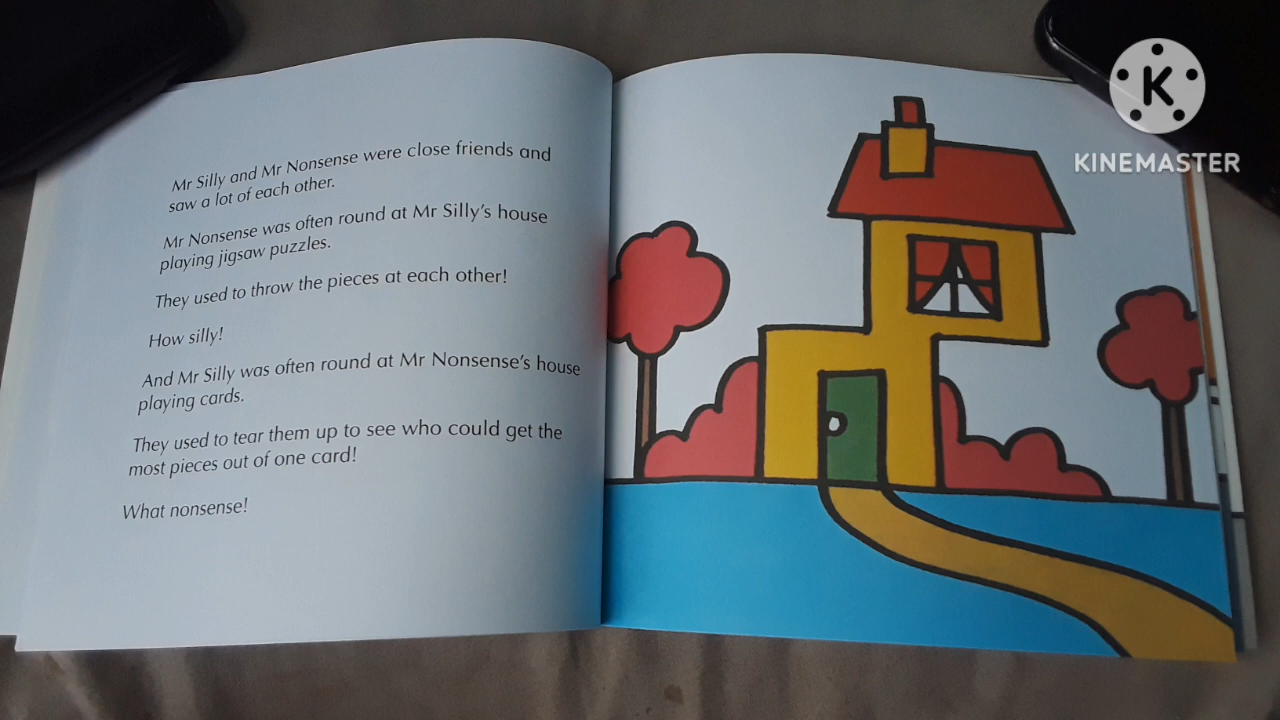 Mr Silly and Mr Nonsense were close friends and
saw a lot of each other.
Mr Nonsense was often round at Mr Silly's house
playing jigsaw puzzles.
They used to throw the pieces at each other!
How silly!
And Mr Silly was often round at Mr Nonsense's house
playing cards.
They used to tear them up to see who could get the
most pieces out of one card!
What nonsense!
K
KINEMASTER